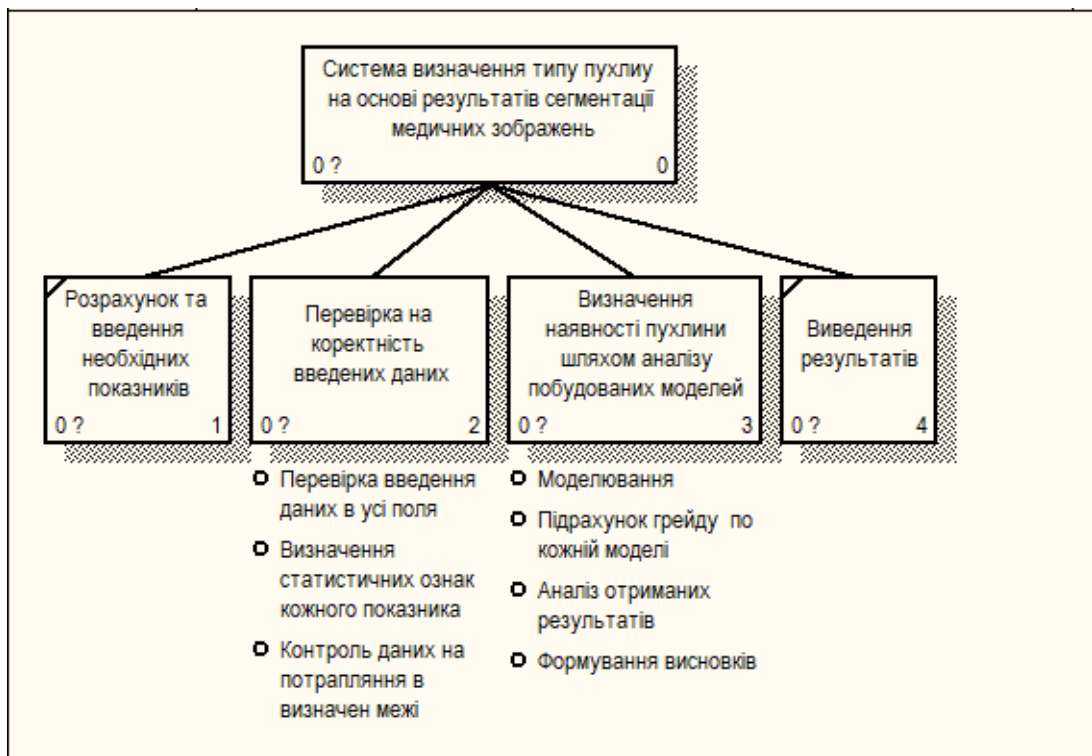 Система визначення типу пухлиу
на основі результатів сегментації
медичних зображень
0 ? 0
Розрахунок та
введення
необхідних
показників
0 ? 1
Перевірка на
коректність
введених даних
0 ? 2
Визначення
наявності пухлини
шляхом аналізу
побудованих моделей
0 ? 3
Виведення
результатів
0 ? 4
Перевірка введення
даних в усі поля
Визначення
статистичних ознак
кожного показника
Контроль даних на
потрапляння в
визначен межі
Моделювання
Підрахунок грейду по
кожній моделі
Аналіз отриманих
результатів
Формування висновків